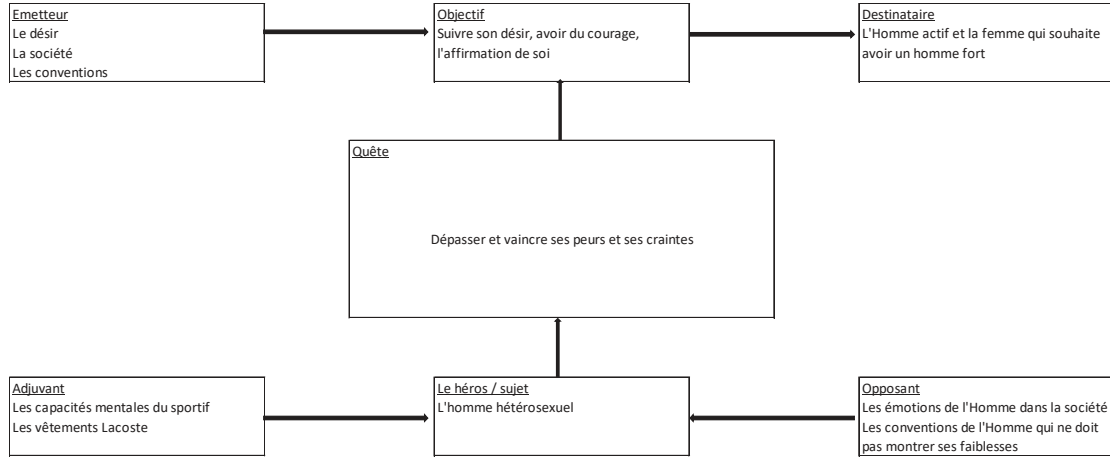 Emetteur
Le désir
La société
Les conventions
Objectif
Suivre son désir, avoir du courage,
l'affirmation de soi
Destinataire
L'Homme actif et la femme qui souhaite
avoir un homme fort
Quête
Dépasser et vaincre ses peurs et ses craintes
Adjuvant
Les capacités mentales du sportif
Les vêtements Lacoste
Le héros / sujet
L'homme hétérosexuel
Opposant
Les émotions de l'Homme dans la société
Les conventions de l'Homme qui ne doit
pas montrer ses faiblesses